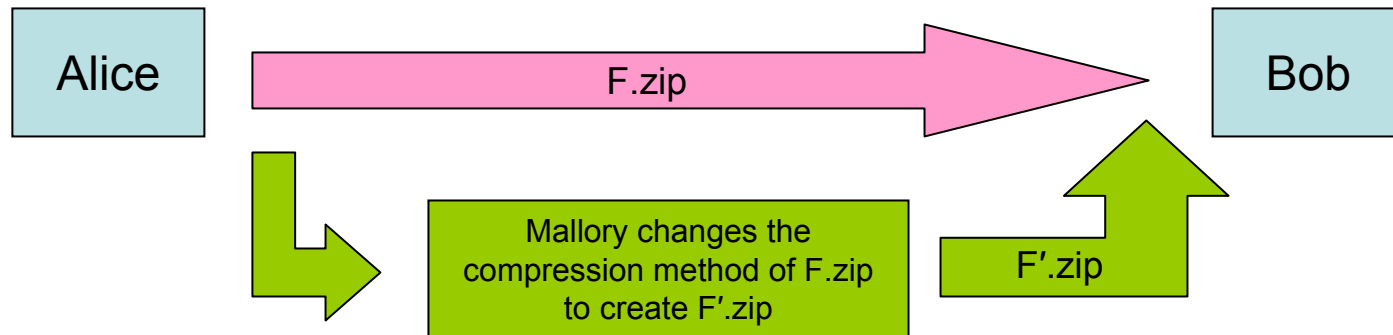 Alice
F.zip
Bob
Mallory changes the
compression method of F.zip
to create F′.zip
F′.zip